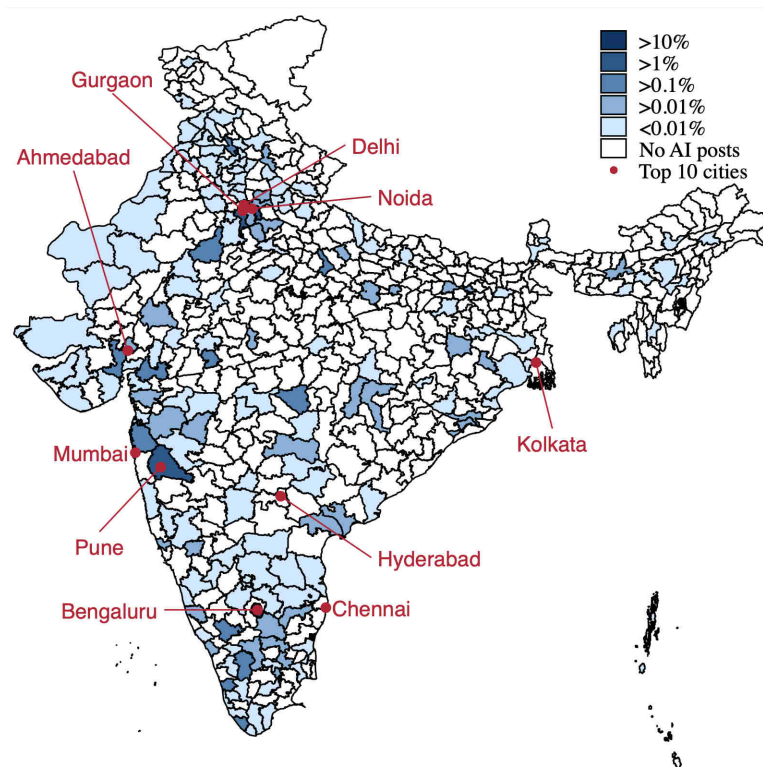 >10%
>1%
>0.1%
>0.01%
<0.01%
No AI posts
Top 10 cities
Gurgaon
Delhi
Ahmedabad
Noida
Mumbai
Kolkata
Pune
Hyderabad
Bengaluru
Chennai